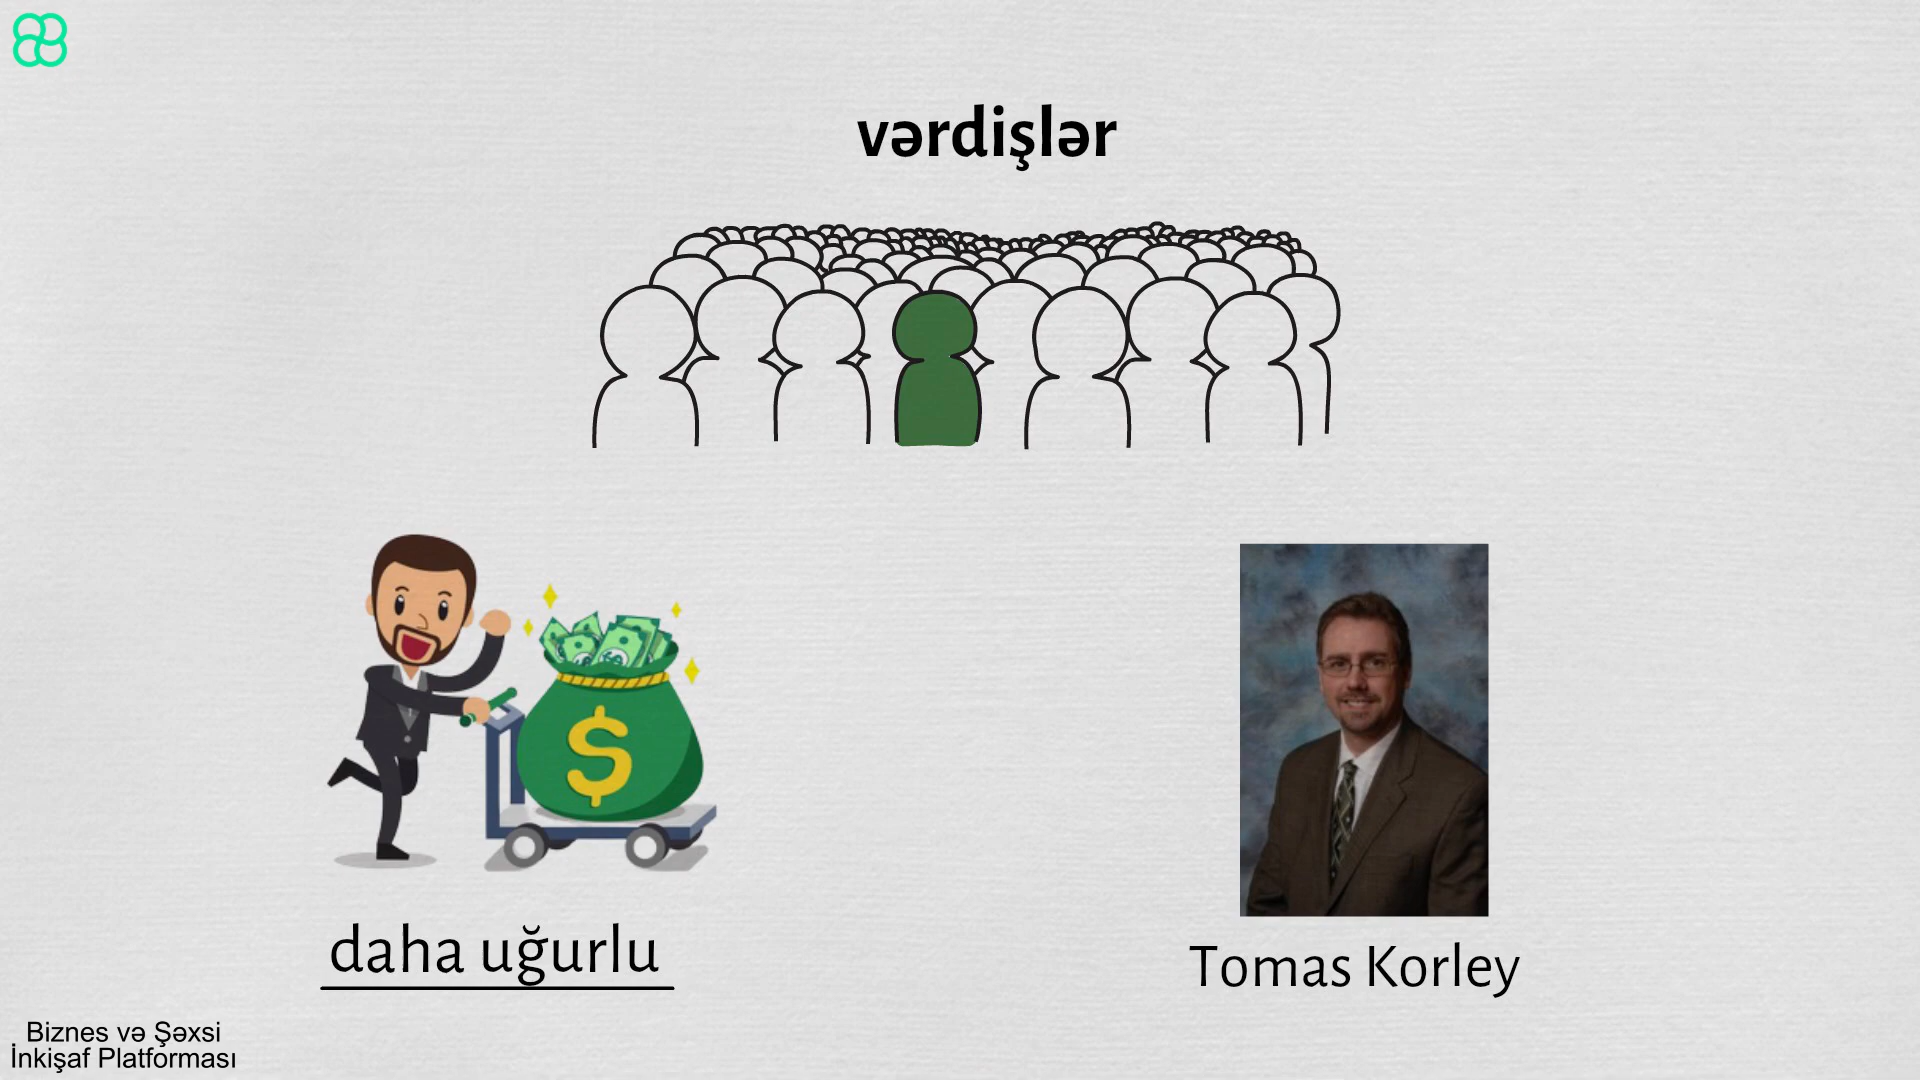 vərdişlər
daha uğurlu
Tomas Korley
Biznes və Şəxsi
İnkişaf Platforması